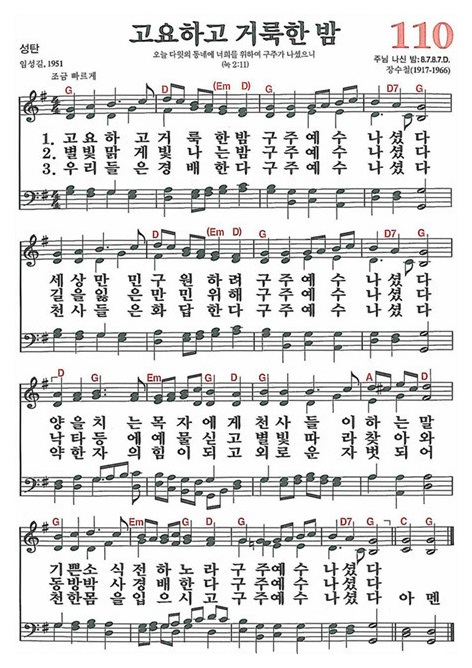 고요하고 거룩한 밤
110
성탄
오늘 다윗의 동네에 너희를 위하여 구주가 나셨으니
(눅 2:11)
주님 나신 밤: 8.7.8.7.D.
임성길, 1951
장수철(1917-1966)
조금 빠르게
G D (Em D) G D7 G
1. 고요하 고거 룩 한밤 구주예 수 나 셨 다
2. 별빛맑 게빛 나 는밤 구주예 수 나 셨 다
3. 우리들 은경 배 한다 구주예 수 나 셨 다
G D (Em D) G D7 G
세 상 만 민구 원 하 려 구 주 예 수 나 셨 다
길 을 잃 은만 민 위 해 구 주 예 수 나 셨 다
천 사 들 은화 답 한 다 구 주 예 수 나 셨 다
D G Em D G A D
양 을 치 는 목 자 에 게 천 사 들 이 하 는 말
낙 타 등 에 예 물 싣 고 별 빛 따 라 찾 아 와
약 한 자 의 힘 이 되 고 외 로 운 자 벗 되 어
G Em D G D7 G C G
기 쁜 소 식 전 하 노 라 구 주 예 수 나 셨 다
동 방 박 사 경 배 한 다 구 주 예 수 나 셨 다
천 한 몸 을 입 으 시 고 구 주 예 수 나 셨 다 아 멘